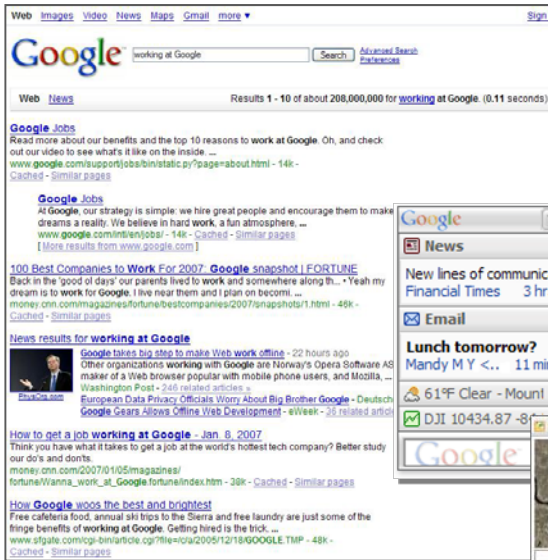 Web Images Video News Maps Gmail more ▼
Sign
Google
working at Google
Search
Advanced Search
Preferences
Web News
Results 1 - 10 of about 208,000,000 for working at Google. (0.11 seconds)
Google Jobs
Read more about our benefits and the top 10 reasons to work at Google. Oh, and check
out our video to see what's it like on the inside. ...
www.google.com/support/jobs/bin/static.py?page=about.html - 14k -
Cached - Similar pages
Google Jobs
At Google, our strategy is simple: we hire great people and encourage them to make
dreams a reality. We believe in hard work, a fun atmosphere, ...
www.google.com/intl/en/jobs/ - 14k - Cached - Similar pages
[ More results from www.google.com ]
100 Best Companies to Work For 2007: Google snapshot | FORTUNE
Back in the 'good of days' our parents lived to work and somewhere along th... • Yeah my
dream is to work for Google. I live near them and I plan on becomi. ...
money.cnn.com/magazines/fortune/bestcompanies/2007/snapshots/1.html - 46k -
Cached - Similar pages
News results for working at Google
Google takes big step to make Web work offline - 22 hours ago
Other organizations working with Google are Norway's Opera Software AS
maker of a Web browser popular with mobile phone users, and Mozilla, ...
Washington Post - 246 related articles »
PhysOrg.com
European Data Privacy Officials Worry About Big Brother Google - Deutsch
Google Gears Allows Offline Web Development - eWeek - 36 related articl
How to get a job working at Google - Jan. 8, 2007
Think you have what it takes to get a job at the world's hottest tech company? Better study
our do's and don'ts.
money.cnn.com/2007/01/05/magazines/
fortune/Wanna_work_at_Google.fortune/index.htm - 38k - Cached - Similar pages
How Google woos the best and brightest
Free cafeteria food, annual ski trips to the Sierra and free laundry are just some of the
fringe benefits of working at Google. Getting hired is the trick, ...
www.sfgate.com/cgi-bin/article.cgi?file=/c/a/2005/12/18/GOOGLE.TMP - 48k -
Cached - Similar pages
Google
News
New lines of communic
Financial Times 3 hr
Email
Lunch tomorrow?
Mandy M Y <.. 11 mi
61°F Clear - Mount
DJI 10434.87 -8
Google